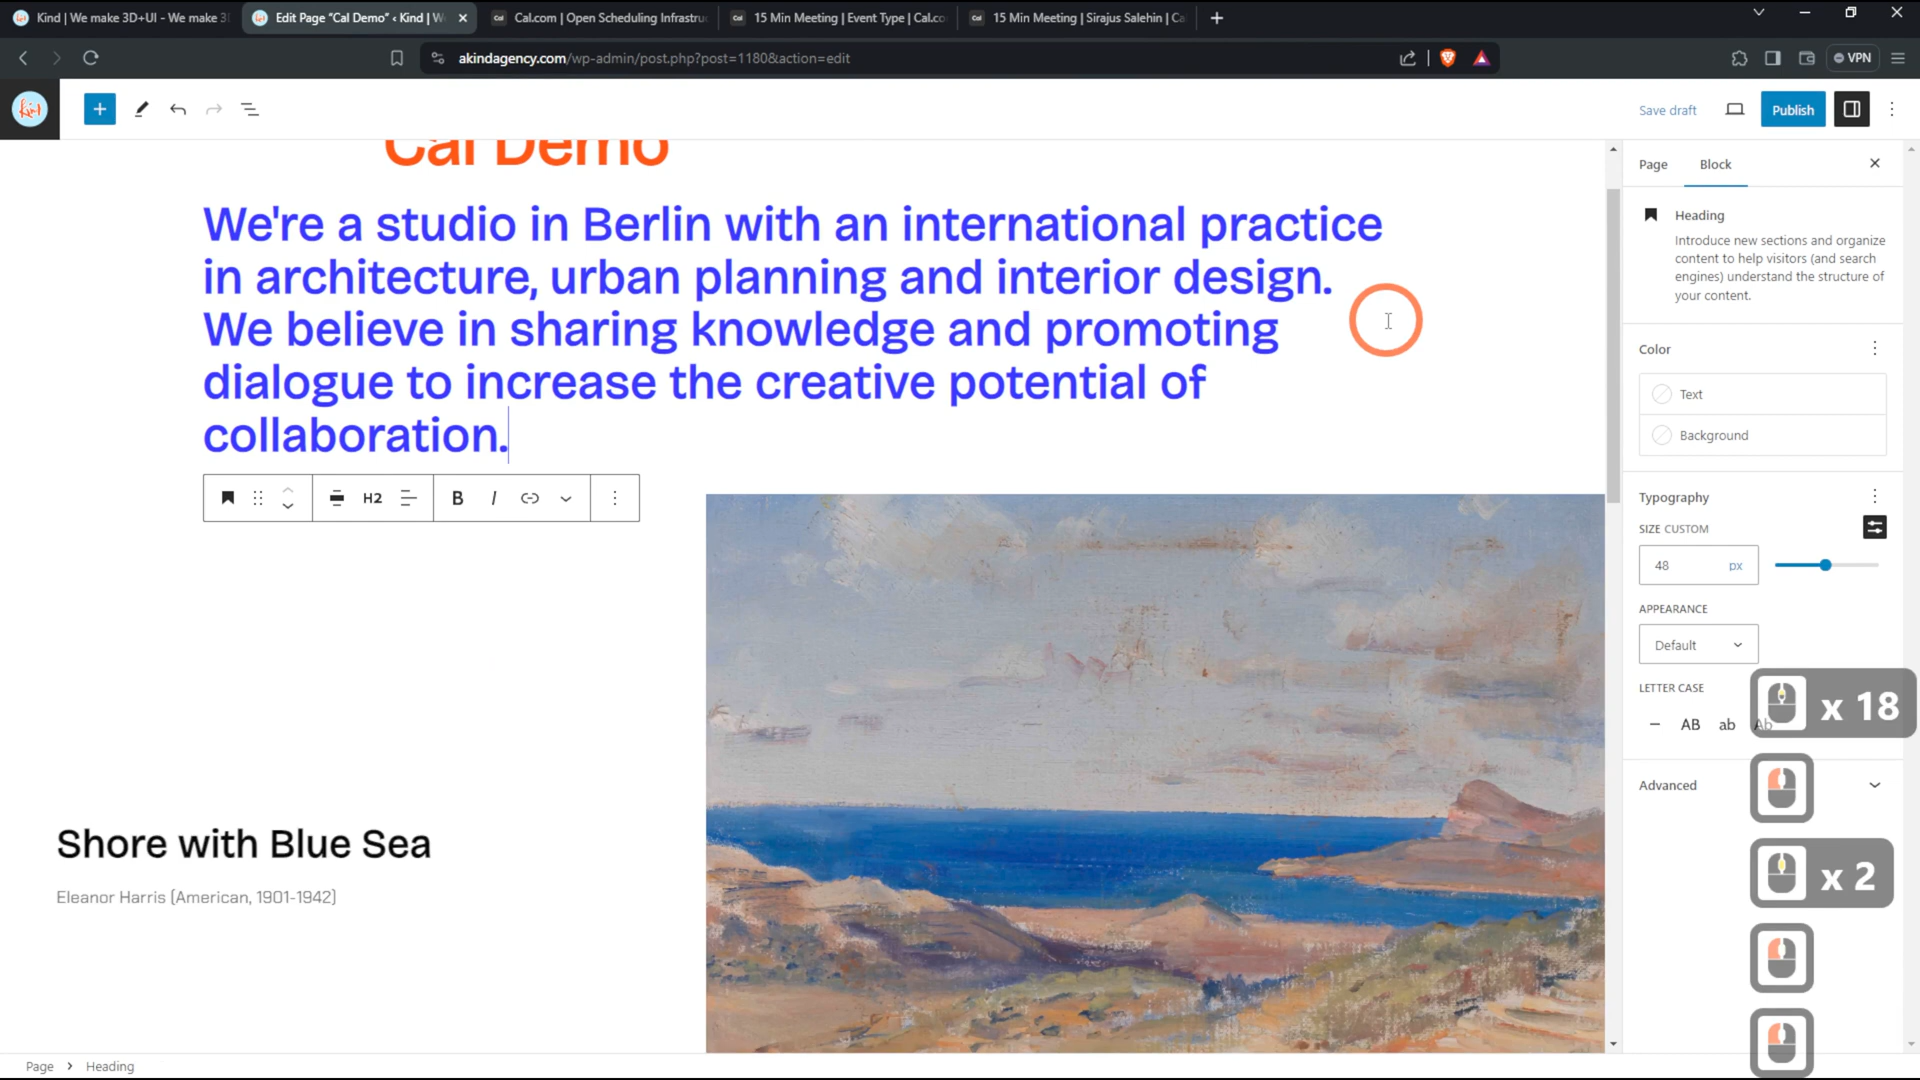 Kind | We make 3D+UI - We make 3
Edit Page “Cal Demo” ‹ Kind | W
Cal.com | Open Scheduling Infrastru
15 Min Meeting | Event Type | Cal.co
15 Min Meeting | Sirajus Salehin | Ca
akindagency.com/wp-admin/post.php?post=1180&action=edit
VPN
kind
Save draft
Publish
Cal Demo
We're a studio in Berlin with an international practice
in architecture, urban planning and interior design.
We believe in sharing knowledge and promoting
dialogue to increase the creative potential of
collaboration.
H2
B
I
Shore with Blue Sea
Eleanor Harris (American, 1901-1942)
Page
Block
Heading
Introduce new sections and organize
content to help visitors (and search
engines) understand the structure of
your content.
Color
Text
Background
Typography
SIZE CUSTOM
48 px
APPEARANCE
Default
LETTER CASE
— AB ab Ab
Advanced
x 18
x 2
Page > Heading